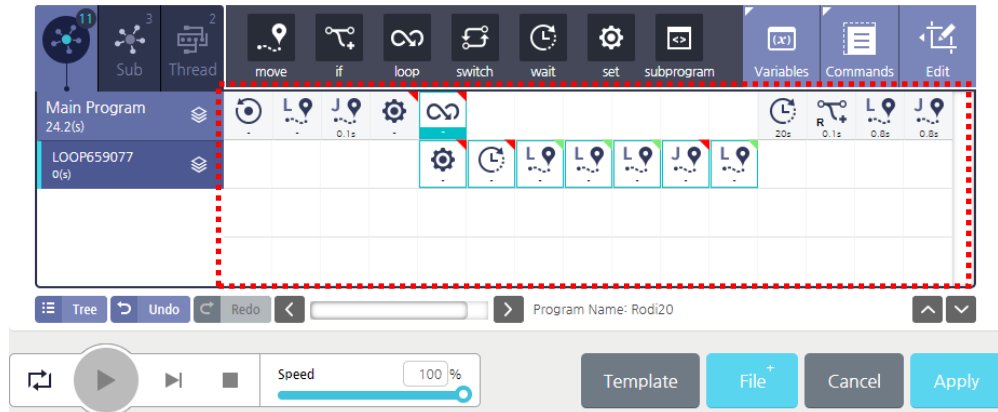 11
3
2
Sub
Thread
move
if
loop
switch
wait
set
subprogram
(x)
Variables
Commands
Edit
Main Program
24.2(s)
L
J
R
L
J
-
-
0.1s
-
-
20s
0.1s
0.8s
0.8s
LOOP659077
0(s)
L
L
L
J
L
-
-
-
-
-
-
-
Tree
Undo
Redo
Program Name: Rodi20
Speed
100 %
Template
File+
Cancel
Apply